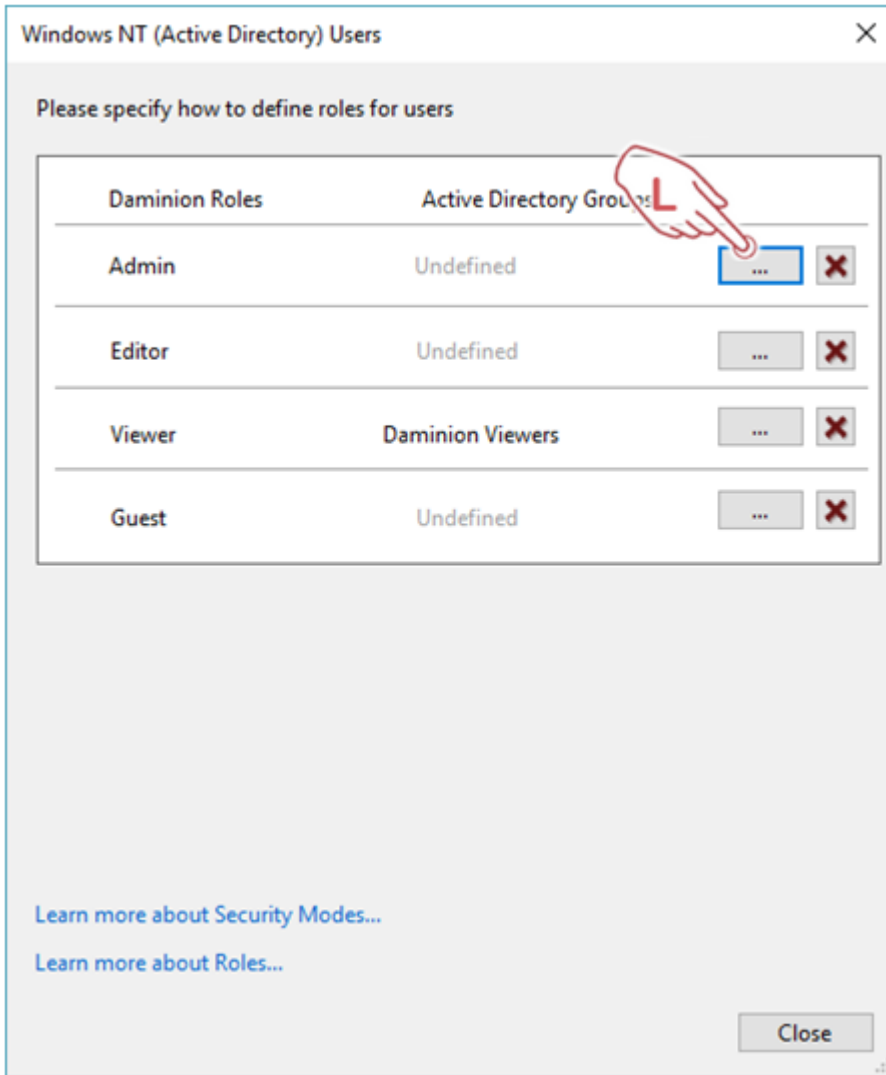 Windows NT (Active Directory) Users
Please specify how to define roles for users
Daminion Roles Active Directory Groups
L
Admin Undefined ...
Editor Undefined ...
Viewer Daminion Viewers ...
Guest Undefined ...
Learn more about Security Modes...
Learn more about Roles...
Close